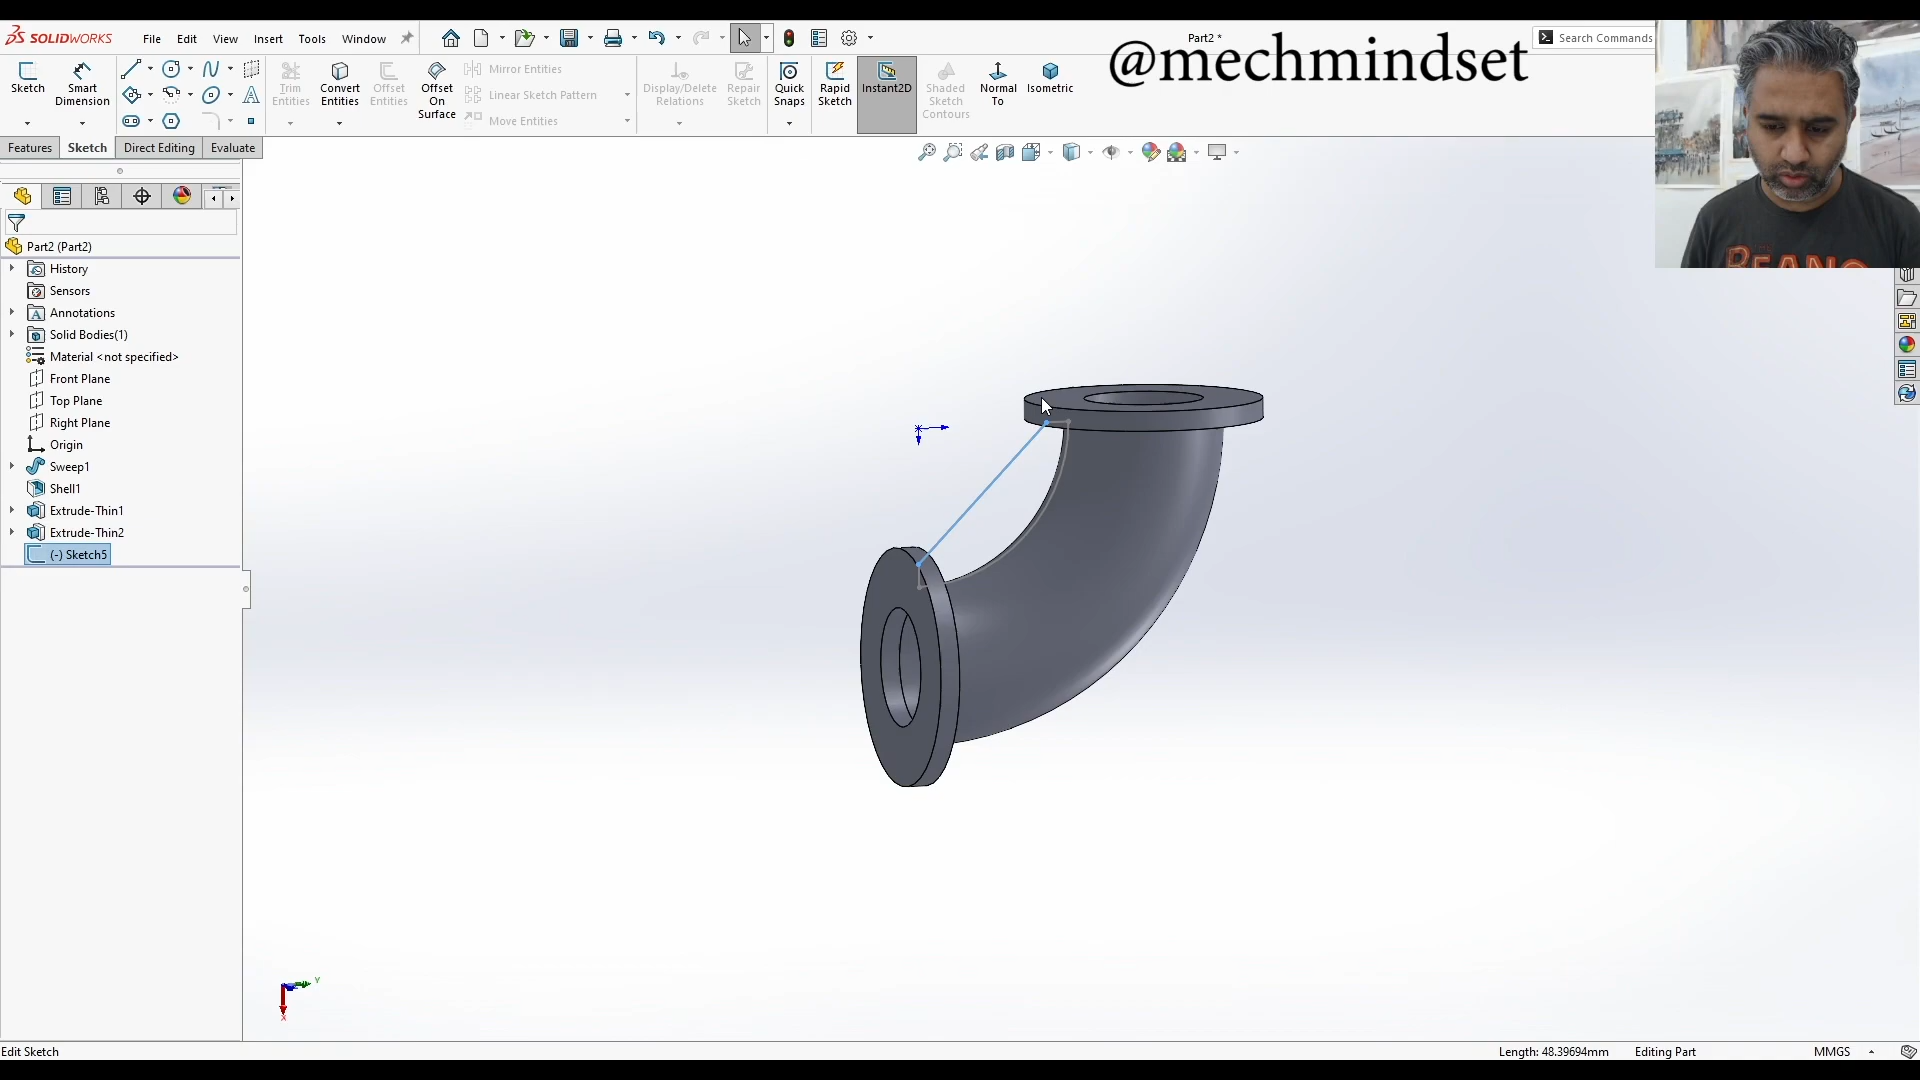 SOLIDWORKS File Edit View Insert Tools Window Part2 * Search Commands
@mechmindset
Sketch Smart Dimension Trim Entities Convert Entities Offset Entities Offset On Surface Mirror Entities Linear Sketch Pattern Move Entities Display/Delete Relations Repair Sketch Quick Snaps Rapid Sketch Instant2D Shaded Sketch Contours Normal To Isometric
Features Sketch Direct Editing Evaluate
Part2 (Part2)
History
Sensors
Annotations
Solid Bodies(1)
Material <not specified>
Front Plane
Top Plane
Right Plane
Origin
Sweep1
Shell1
Extrude-Thin1
Extrude-Thin2
(-) Sketch5
Y
X
Edit Sketch Length: 48.39694mm Editing Part MMGS